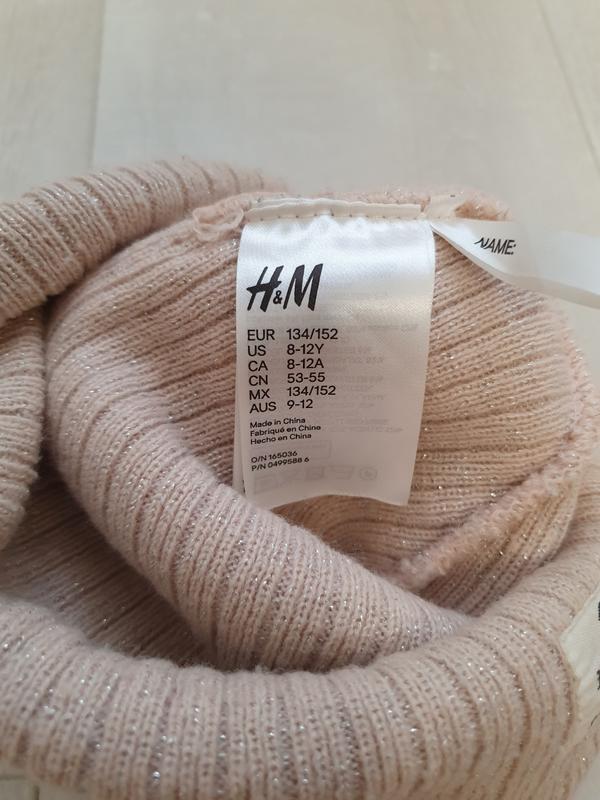 H&M
NAME:
EUR 134/152
US 8-12Y
CA 8-12A
CN 53-55
MX 134/152
AUS 9-12
Made in China
Fabriqué en Chine
Hecho en China
O/N 165036
P/N 0499588 6